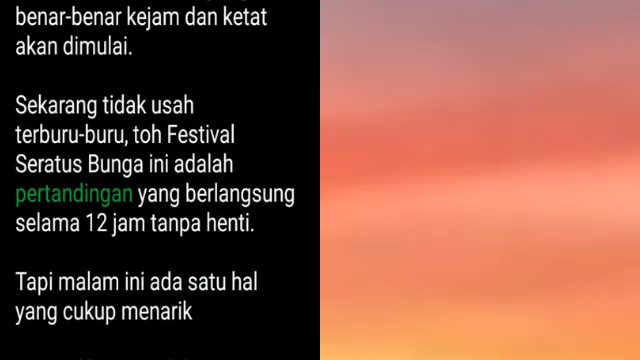 benar-benar kejam dan ketat
akan dimulai.
Sekarang tidak usah
terburu-buru, toh Festival
Seratus Bunga ini adalah
pertandingan yang berlangsung
selama 12 jam tanpa henti.
Tapi malam ini ada satu hal
yang cukup menarik